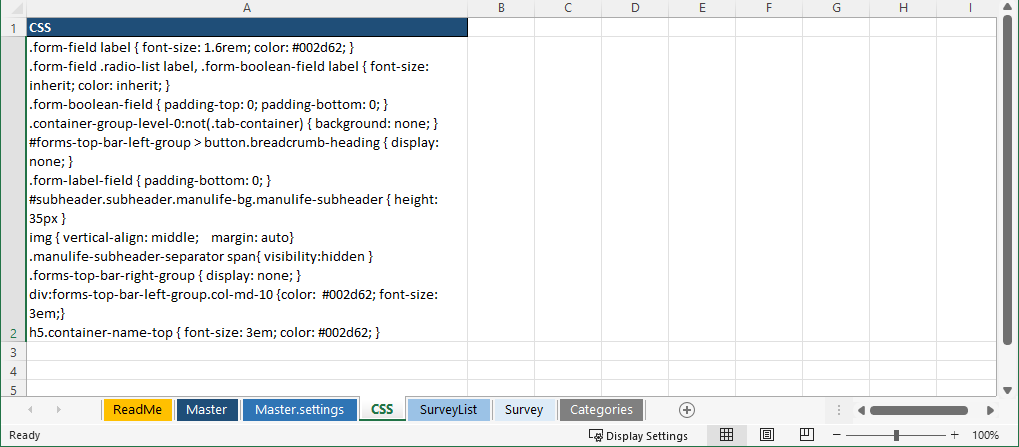 A B C D E F G H I
1 CSS
.form-field label { font-size: 1.6rem; color: #002d62; }
.form-field .radio-list label, .form-boolean-field label { font-size:
inherit; color: inherit; }
.form-boolean-field { padding-top: 0; padding-bottom: 0; }
.container-group-level-0:not(.tab-container) { background: none; }
#forms-top-bar-left-group > button.breadcrumb-heading { display:
none; }
.form-label-field { padding-bottom: 0; }
#subheader.subheader.manulife-bg.manulife-subheader { height:
35px }
img { vertical-align: middle;   margin: auto}
.manulife-subheader-separator span{ visibility:hidden }
.forms-top-bar-right-group { display: none; }
div:forms-top-bar-left-group.col-md-10 {color:  #002d62; font-size:
3em;}
2 h5.container-name-top { font-size: 3em; color: #002d62; }
3
4
5
ReadMe Master Master.settings CSS SurveyList Survey Categories
Ready Display Settings 100%